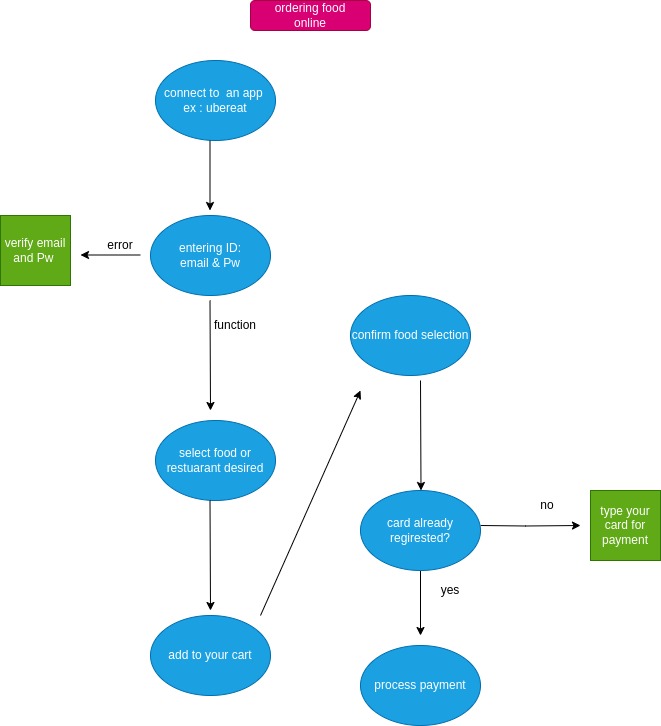 ordering food
online
connect to  an app
ex : ubereat
verify email
and Pw
error
entering ID:
email & Pw
function
select food or
restuarant desired
add to your cart
confirm food selection
card already
regirested?
no
type your
card for
payment
yes
process payment